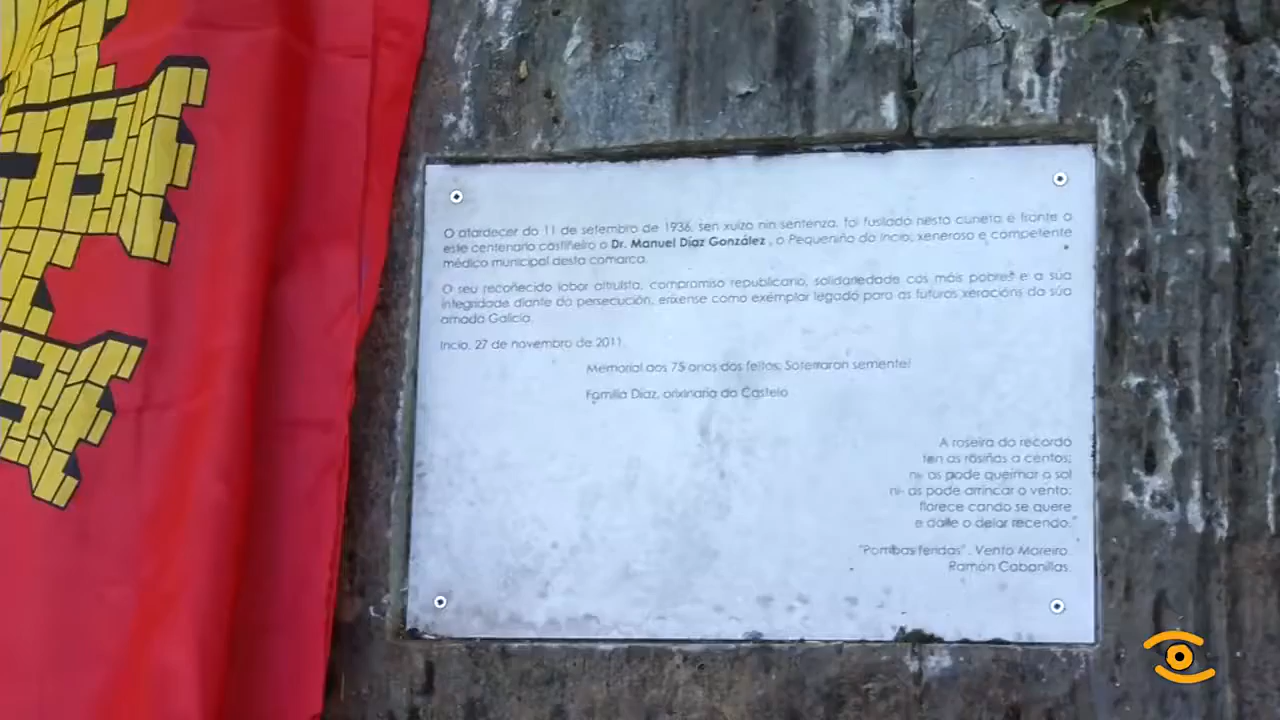 O atardecer do 11 de setembro de 1936, sen xuízo nin sentenza, foi fusilado nesta cuneta e fronte a
este centenario castiñeiro o Dr. Manuel Díaz González , o Pequeniño do Incio, xeneroso e competente
médico municipal desta comarca.
O seu recoñecido labor altruísta, compromiso republicano, solidariedade cos máis pobres e a súa
integridade diante da persecución, eríxense como exemplar legado para as futuras xeracións da súa
amada Galicia.
Incio, 27 de novembro de 2011.
Memorial aos 75 anos dos feitos. Soterraron semente!
Familia Díaz, orixinaria do Castelo
A roseira do recordo
ten as rosiñas a centos;
nin as pode queimar o sol
nin as pode arrincar o vento:
florece cando se quere
e dalle o delor recendo."
"Pombas feridas". Vento Mareiro.
Ramón Cabanillas.